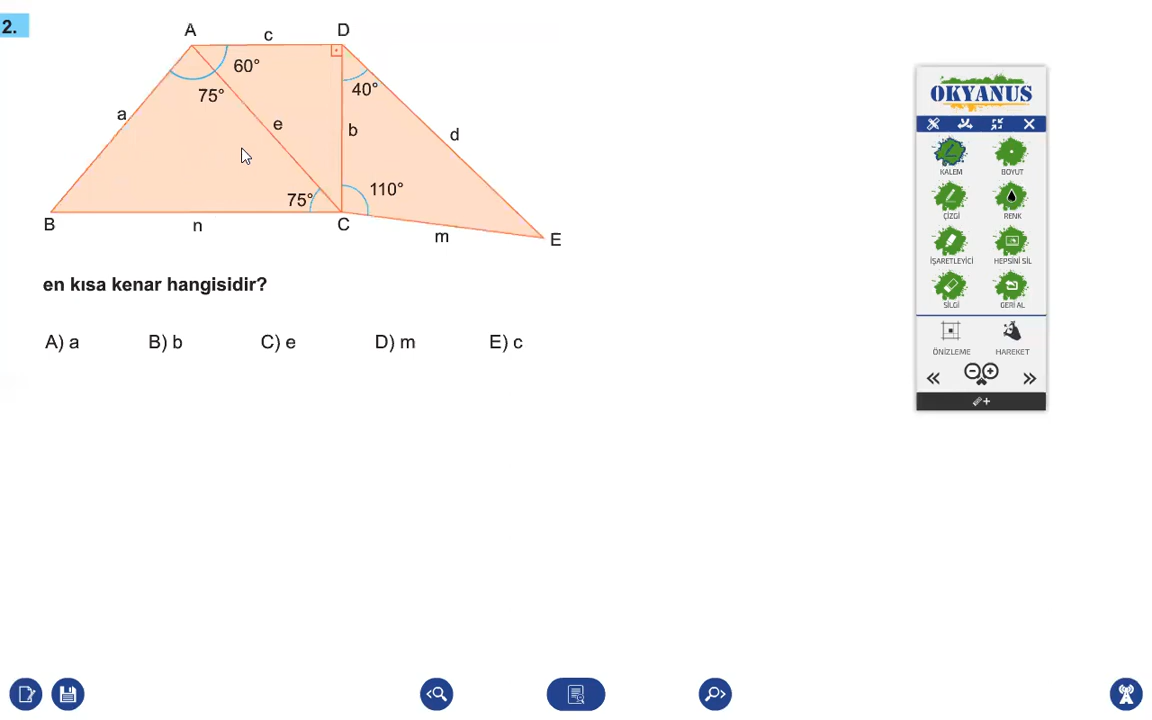 2.
A
c
D
60°
75°
40°
a
e
b
d
75°
110°
B
n
C
m
E
en kısa kenar hangisidir?
A) a B) b C) e D) m E) c
OKYANUS
KALEM BOYUT
ÇİZGİ RENK
İŞARETLEYİCİ HEPSİNİ SİL
SİLGİ GERİ AL
ÖNİZLEME HAREKET